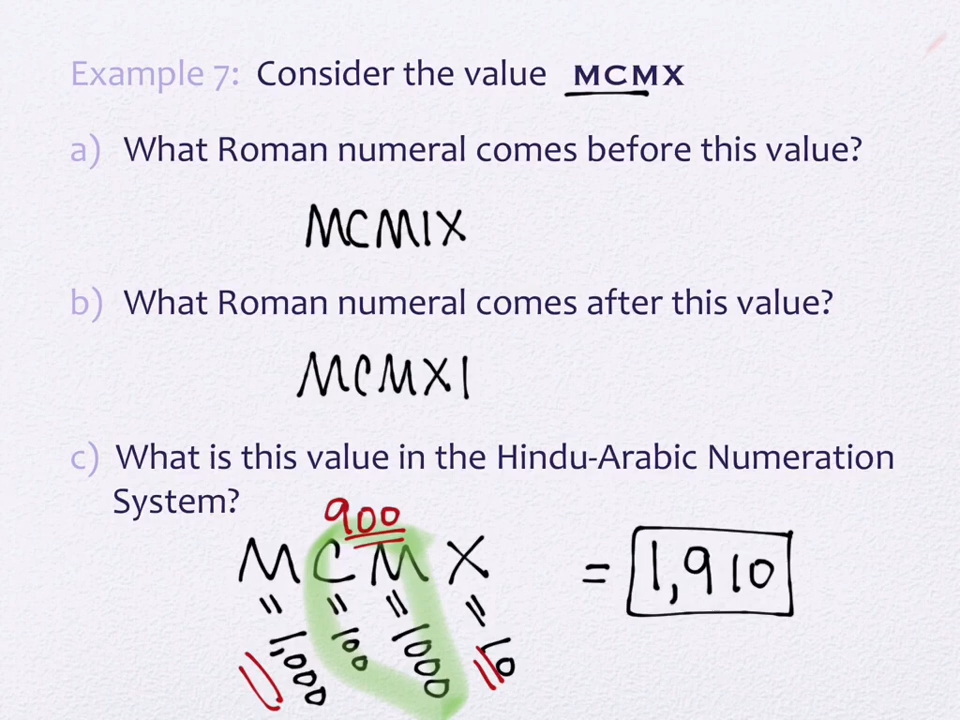 Example 7: Consider the value MCMX
a) What Roman numeral comes before this value?
MCMIX
b) What Roman numeral comes after this value?
MCMXI
c) What is this value in the Hindu-Arabic Numeration
System?
900
M C M X = 1,910
= 1,000 = 100 = 1000 = 10